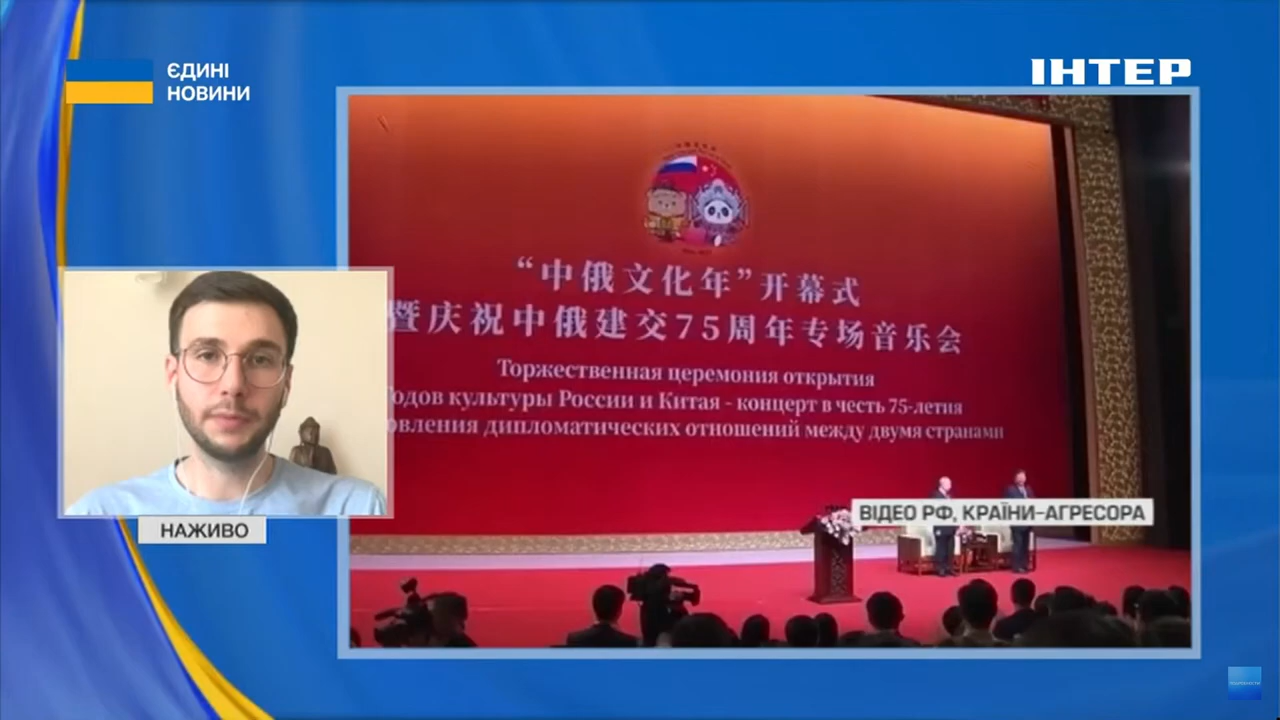 ЄДИНІ
НОВИНИ
ІНТЕР
“中俄文化年”开幕式
暨庆祝中俄建交75周年专场音乐会
Торжественная церемония открытия
одов культуры России и Китая - концерт в честь 75-летия
овления дипломатических отношений между двумя странами
ВІДЕО РФ, КРАЇНИ-АГРЕСОРА
НАЖИВО